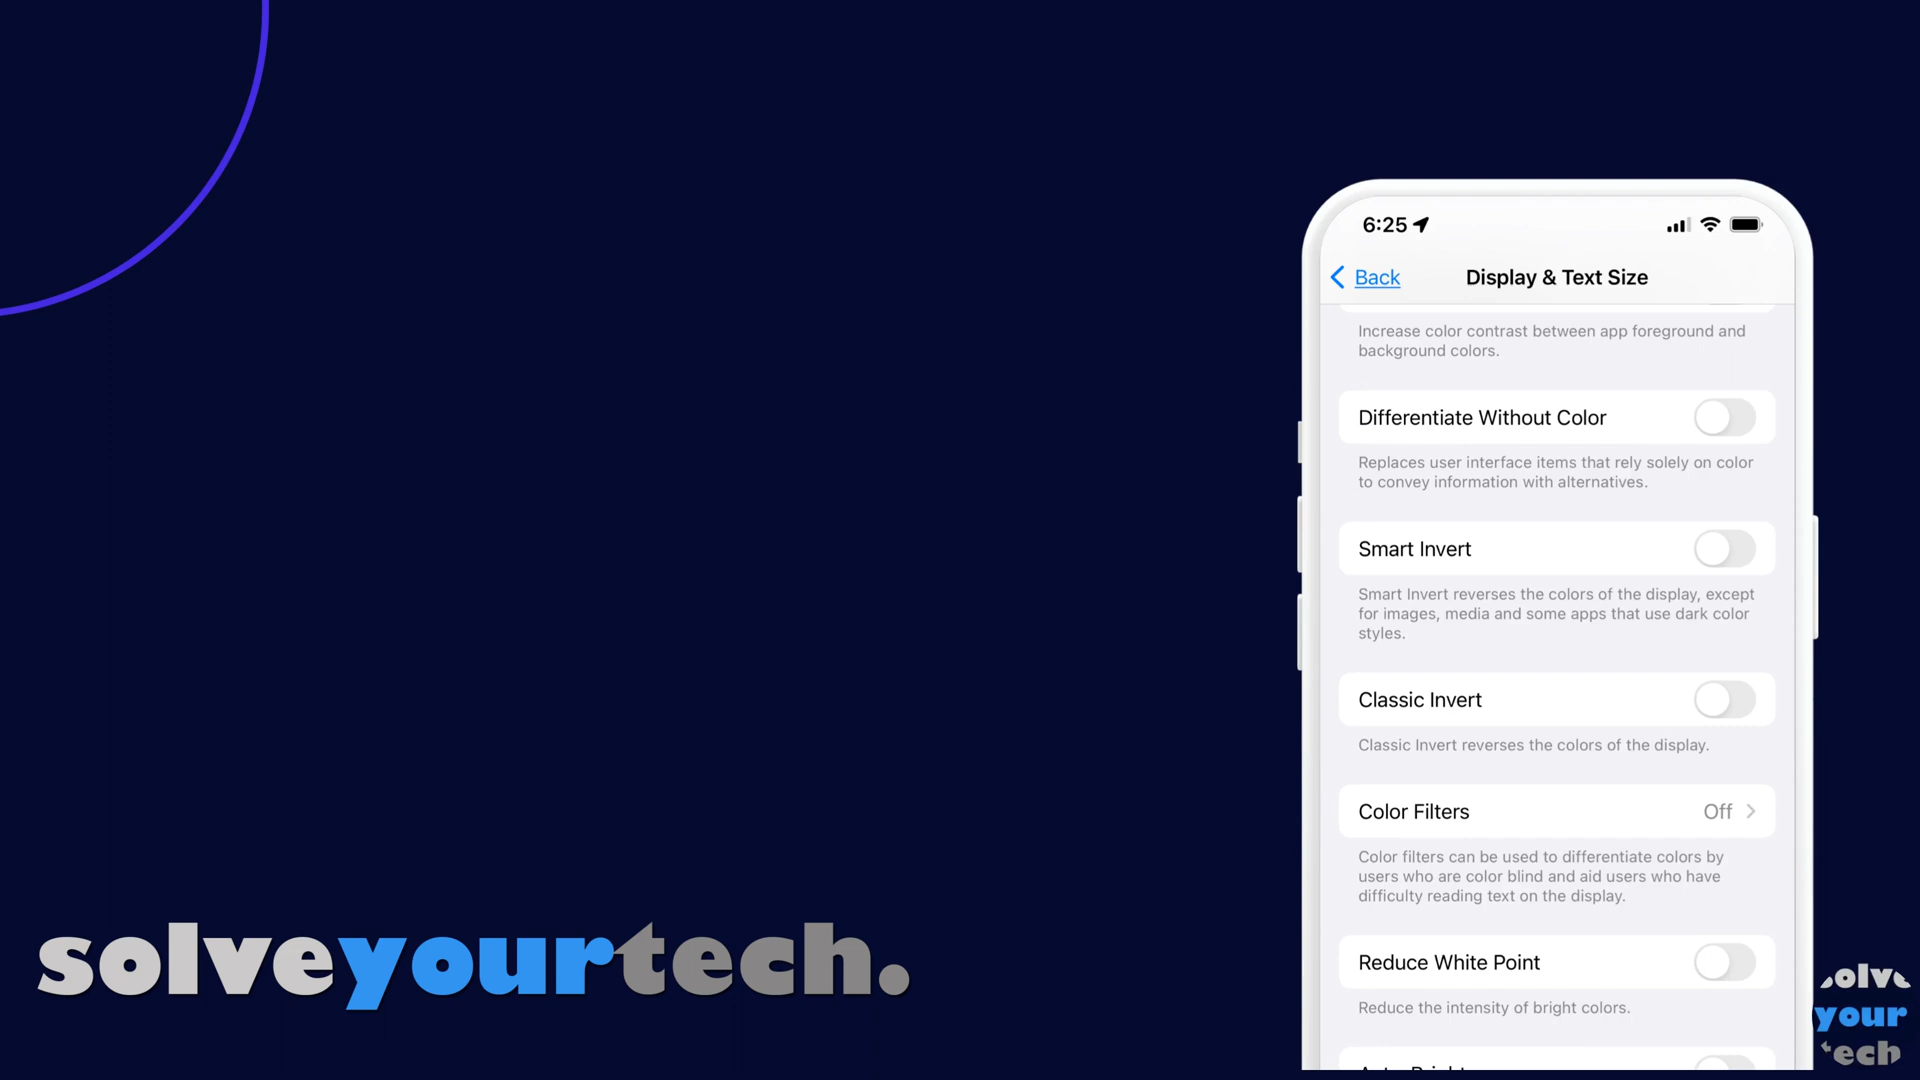 6:25
Back
Display & Text Size
Increase color contrast between app foreground and
background colors.
Differentiate Without Color
Replaces user interface items that rely solely on color
to convey information with alternatives.
Smart Invert
Smart Invert reverses the colors of the display, except
for images, media and some apps that use dark color
styles.
Classic Invert
Classic Invert reverses the colors of the display.
Color Filters Off
Color filters can be used to differentiate colors by
users who are color blind and aid users who have
difficulty reading text on the display.
Reduce White Point
Reduce the intensity of bright colors.
solveyourtech.
solve
your
tech